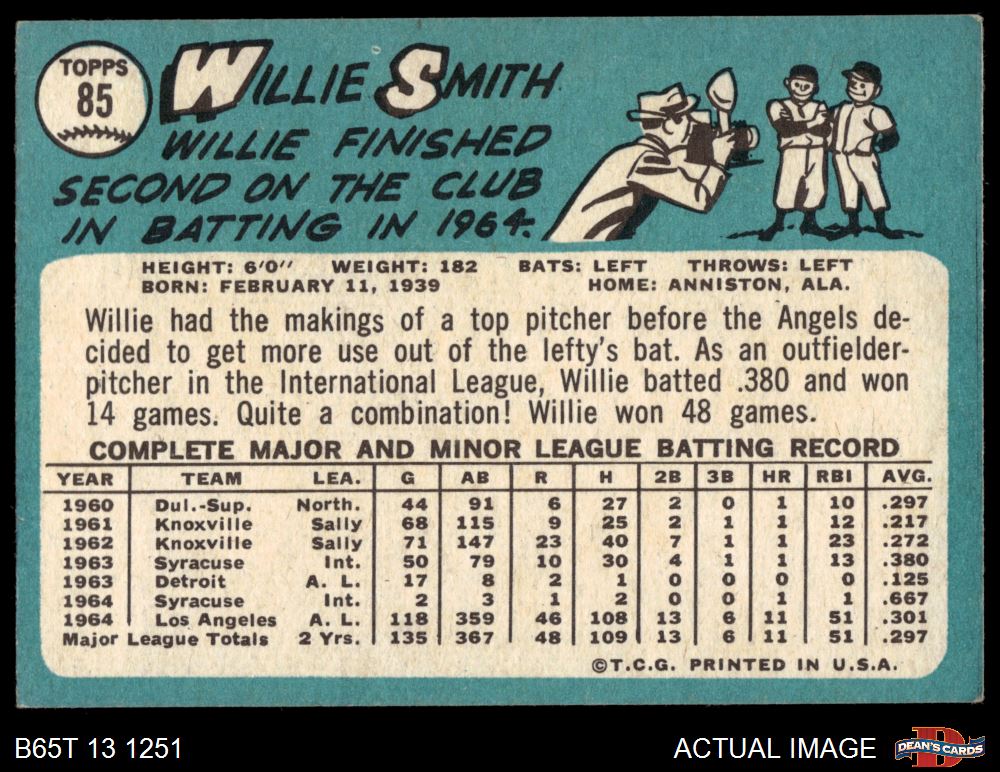 TOPPS
85
WILLIE SMITH
WILLIE FINISHED
SECOND ON THE CLUB
IN BATTING IN 1964.
HEIGHT: 6'0" WEIGHT: 182 BATS: LEFT THROWS: LEFT
BORN: FEBRUARY 11, 1939 HOME: ANNISTON, ALA.
Willie had the makings of a top pitcher before the Angels de-
cided to get more use out of the lefty's bat. As an outfielder-
pitcher in the International League, Willie batted .380 and won
14 games. Quite a combination! Willie won 48 games.
COMPLETE MAJOR AND MINOR LEAGUE BATTING RECORD
YEAR TEAM LEA. G AB R H 2B 3B HR RBI AVG.
1960 Dul.-Sup. North. 44 91 6 27 2 0 1 10 .297
1961 Knoxville Sally 68 115 9 25 2 1 1 12 .217
1962 Knoxville Sally 71 147 23 40 7 1 1 23 .272
1963 Syracuse Int. 50 79 10 30 4 1 1 13 .380
1963 Detroit A. L. 17 8 2 1 0 0 0 0 .125
1964 Syracuse Int. 2 3 1 2 0 0 1 1 .667
1964 Los Angeles A. L. 118 359 46 108 13 6 11 51 .301
Major League Totals 2 Yrs. 135 367 48 109 13 6 11 51 .297
©T.C.G. PRINTED IN U.S.A.
B65T 13 1251
ACTUAL IMAGE
D
DEAN'S CARDS